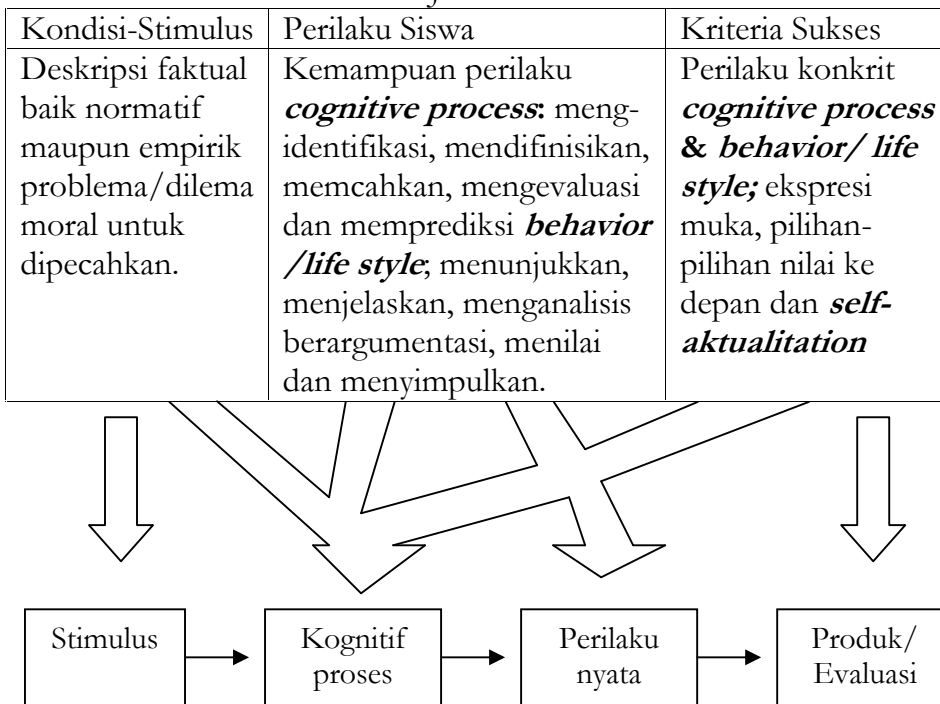 Kondisi-Stimulus
Deskripsi faktual
baik normatif
maupun empirik
problema/dilema
moral untuk
dipecahkan.
Perilaku Siswa
Kemampuan perilaku
cognitive process: meng-
identifikasi, mendifinisikan,
memcahkan, mengevaluasi
dan memprediksi behavior
/life style; menunjukkan,
menjelaskan, menganalisis
berargumentasi, menilai
dan menyimpulkan.
Kriteria Sukses
Perilaku konkrit
cognitive process
& behavior/ life
style; ekspresi
muka, pilihan-
pilihan nilai ke
depan dan self-
aktualitation
Stimulus
Kognitif
proses
Perilaku
nyata
Produk/
Evaluasi